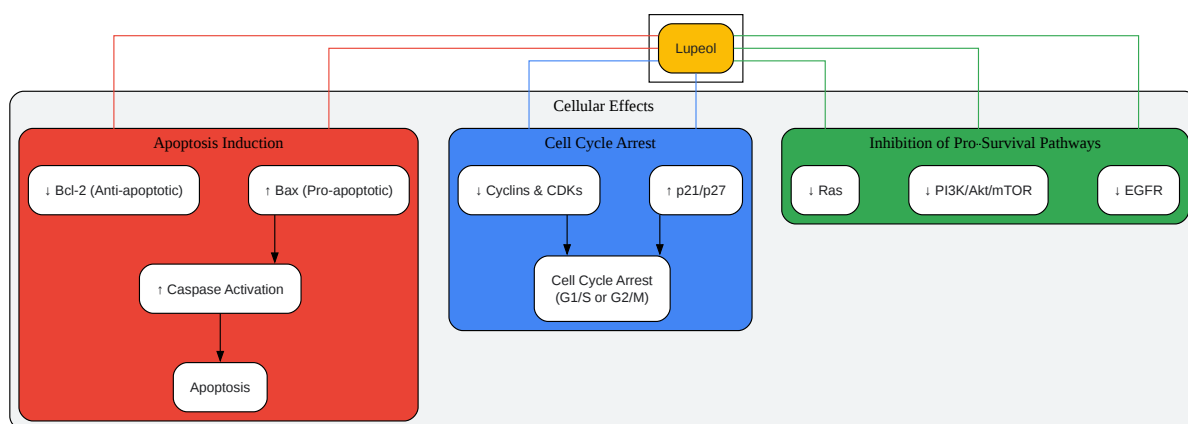 Lupeol
Cellular Effects
Apoptosis Induction
↓ Bcl-2 (Anti-apoptotic)
↑ Bax (Pro-apoptotic)
↑ Caspase Activation
Apoptosis
Cell Cycle Arrest
↓ Cyclins & CDKs
↑ p21/p27
Cell Cycle Arrest
(G1/S or G2/M)
Inhibition of Pro-Survival Pathways
↓ Ras
↓ PI3K/Akt/mTOR
↓ EGFR